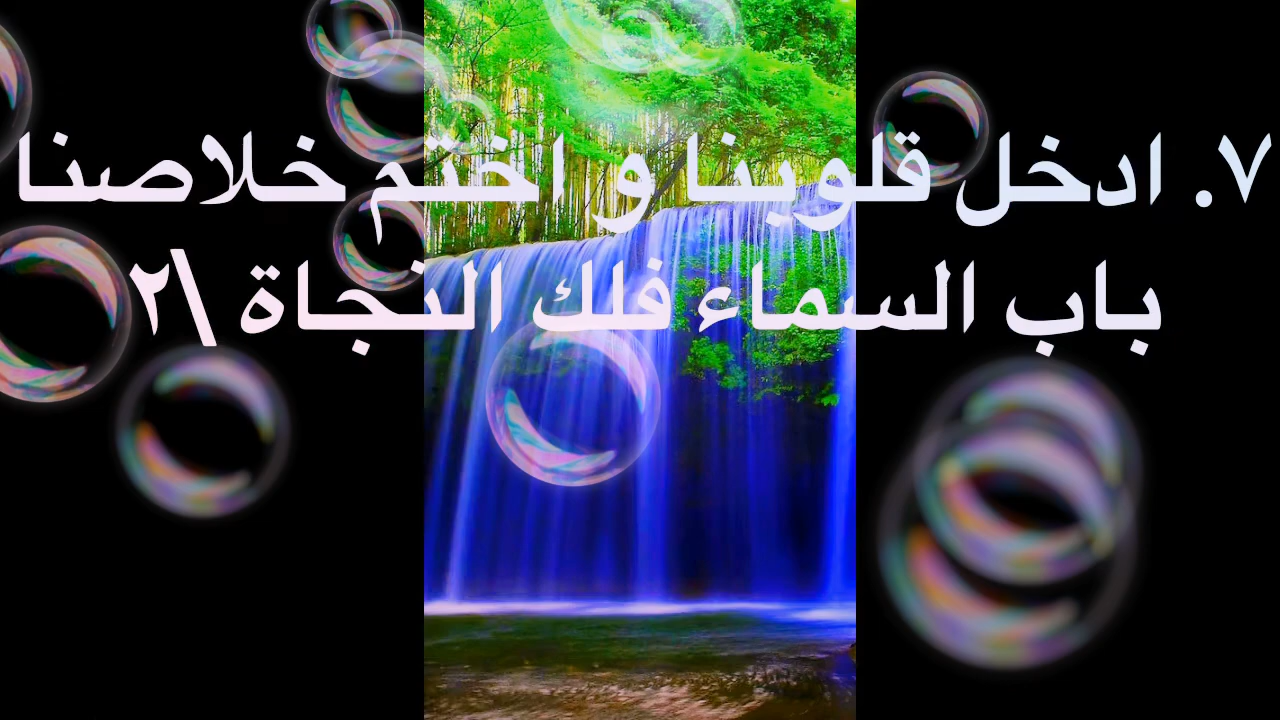 ٧. ادخل قلوبنا و اختم خلاصنا
باب السماء فلك النجاة \٢